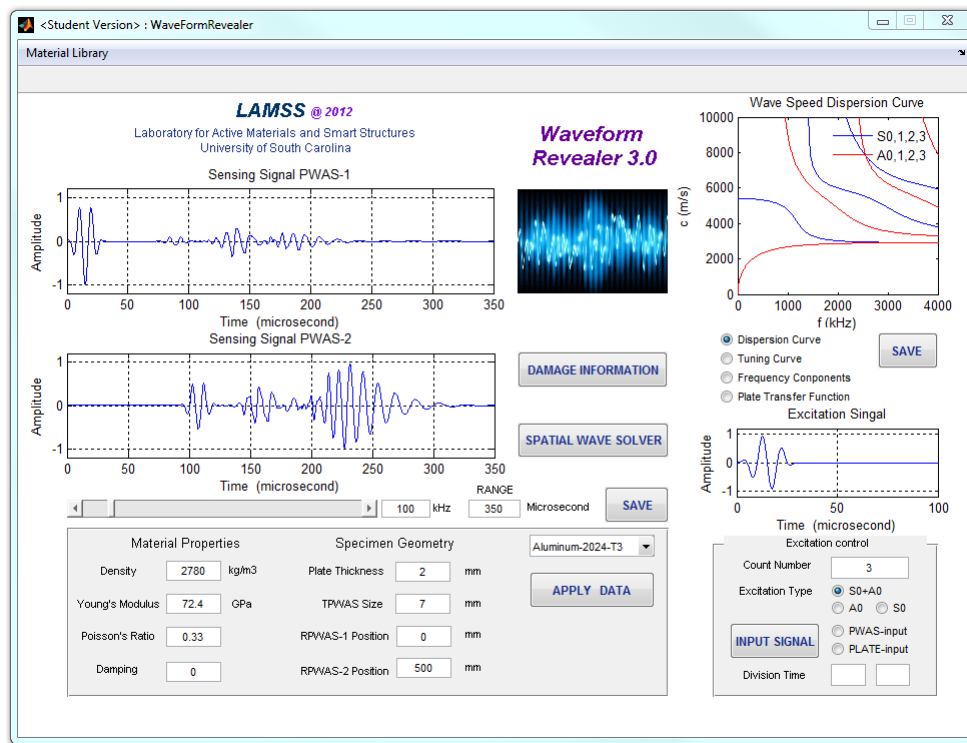 <Student Version> : WaveFormRevealer
Material Library
LAMSS @ 2012
Laboratory for Active Materials and Smart Structures
University of South Carolina
Waveform
Revealer 3.0
Sensing Signal PWAS-1
Amplitude
1
0
-1
0 50 100 150 200 250 300 350
Time (microsecond)
Sensing Signal PWAS-2
Amplitude
1
0
-1
0 50 100 150 200 250 300 350
Time (microsecond)
DAMAGE INFORMATION
SPATIAL WAVE SOLVER
100 kHz
RANGE
350 Microsecond
SAVE
Wave Speed Dispersion Curve
c (m/s)
10000
8000
6000
4000
2000
0
S0,1,2,3
A0,1,2,3
0 1000 2000 3000 4000
f (kHz)
Dispersion Curve
Tuning Curve
Frequency Components
Plate Transfer Function
SAVE
Excitation Singal
Amplitude
1
0
-1
0 50 100
Time (microsecond)
Material Properties
Density 2780 kg/m3
Young's Modulus 72.4 GPa
Poisson's Ratio 0.33
Damping 0
Specimen Geometry
Plate Thickness 2 mm
TPWAS Size 7 mm
RPWAS-1 Position 0 mm
RPWAS-2 Position 500 mm
Aluminum-2024-T3
APPLY DATA
Excitation control
Count Number 3
Excitation Type S0+A0
A0 S0
INPUT SIGNAL
PWAS-input
PLATE-input
Division Time